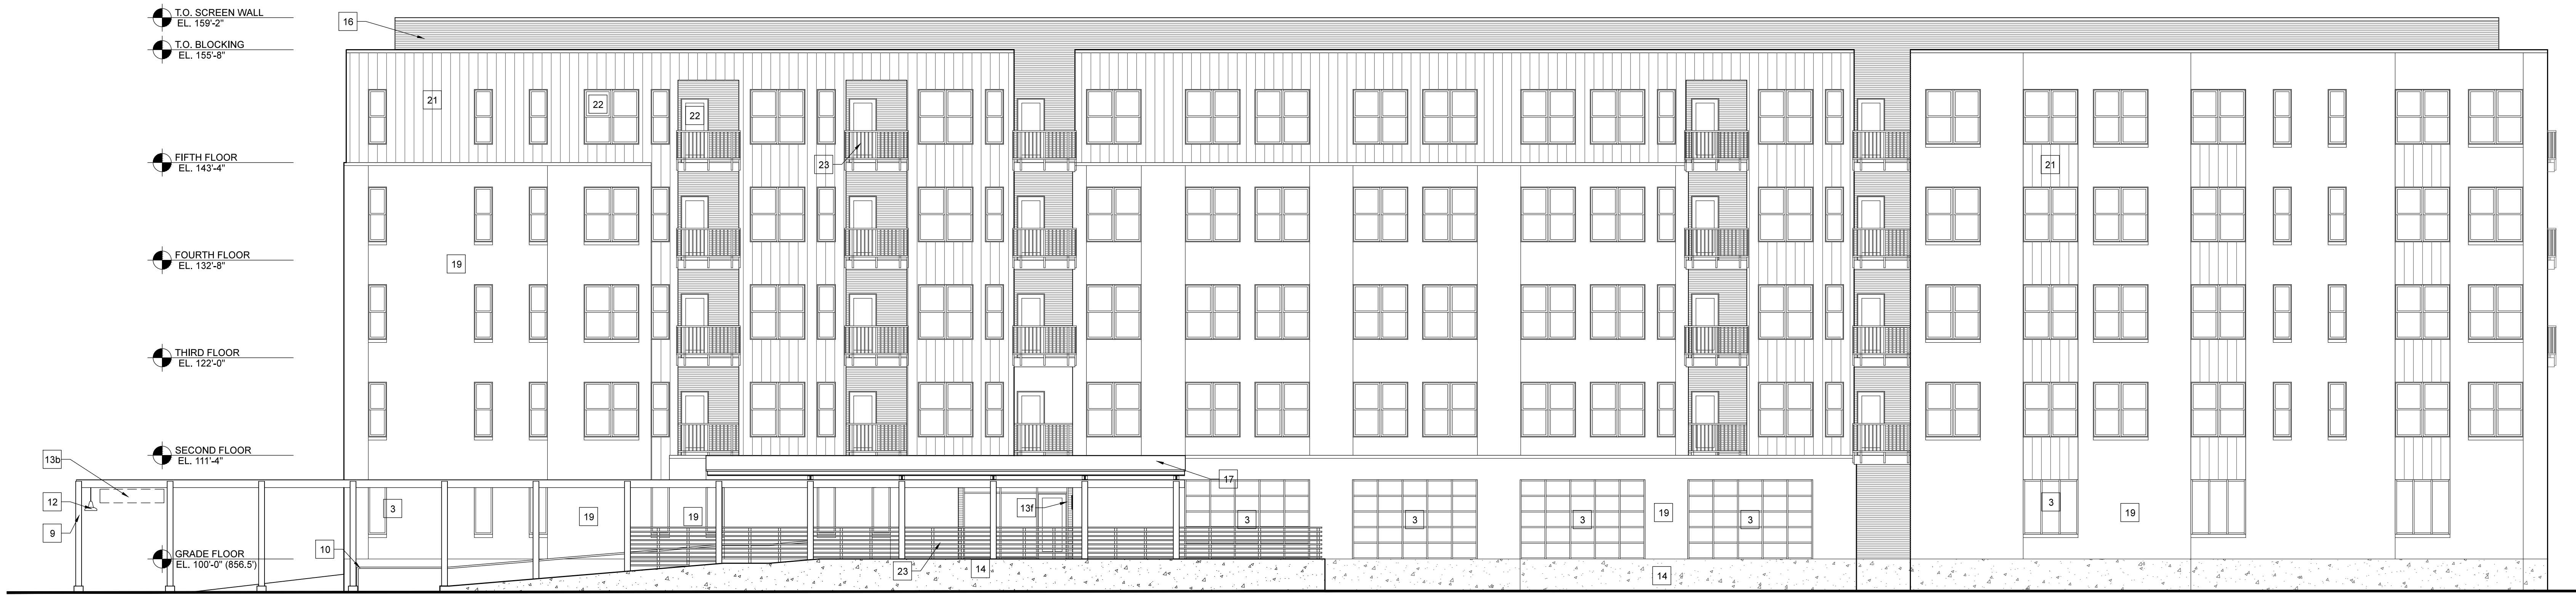 T.O. SCREEN WALL
EL. 159'-2"
16
T.O. BLOCKING
EL. 155'-8"
21
22
22
23
FIFTH FLOOR
EL. 143'-4"
21
FOURTH FLOOR
EL. 132'-8"
19
THIRD FLOOR
EL. 122'-0"
SECOND FLOOR
EL. 111'-4"
13b
17
12
9
3
19
19
13f
3
3
3
19
3
3
19
10
GRADE FLOOR
EL. 100'-0" (856.5')
23
14
14